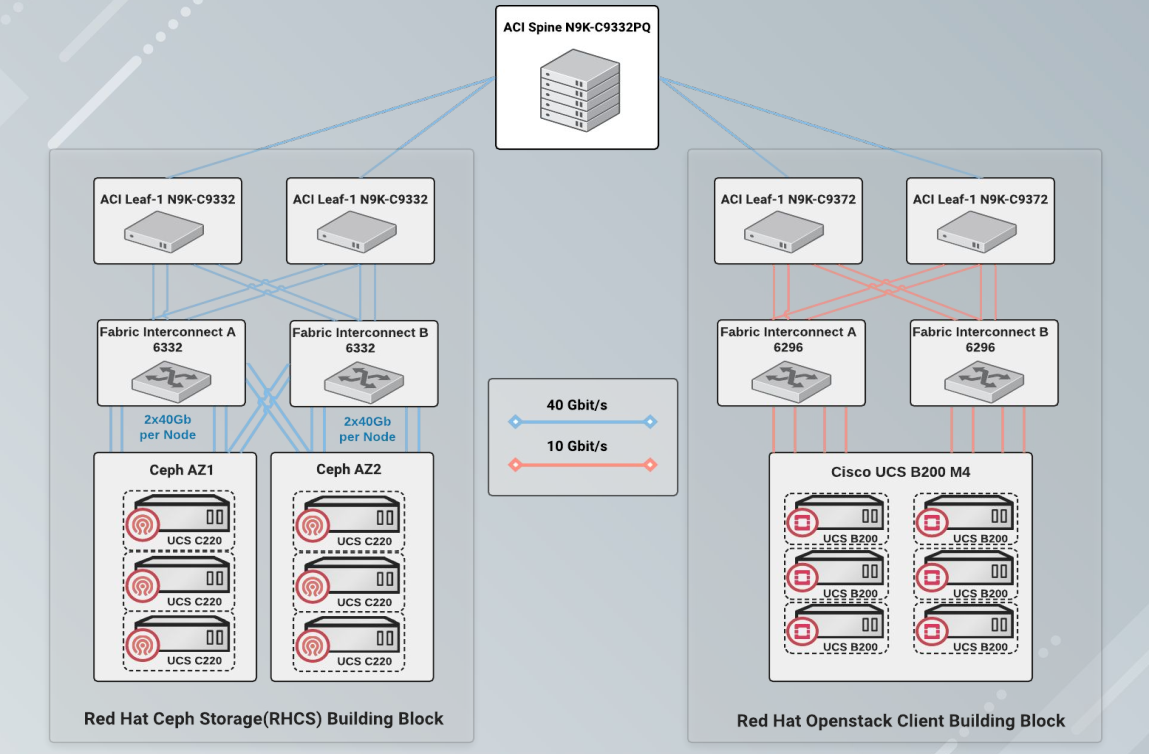 ACI Spine N9K-C9332PQ
ACI Leaf-1 N9K-C9332
ACI Leaf-1 N9K-C9332
Fabric Interconnect A
6332
Fabric Interconnect B
6332
2x40Gb
per Node
2x40Gb
per Node
Ceph AZ1
UCS C220
UCS C220
UCS C220
Ceph AZ2
UCS C220
UCS C220
UCS C220
Red Hat Ceph Storage(RHCS) Building Block
40 Gbit/s
10 Gbit/s
ACI Leaf-1 N9K-C9372
ACI Leaf-1 N9K-C9372
Fabric Interconnect A
6296
Fabric Interconnect B
6296
Cisco UCS B200 M4
UCS B200
UCS B200
UCS B200
UCS B200
UCS B200
UCS B200
Red Hat Openstack Client Building Block